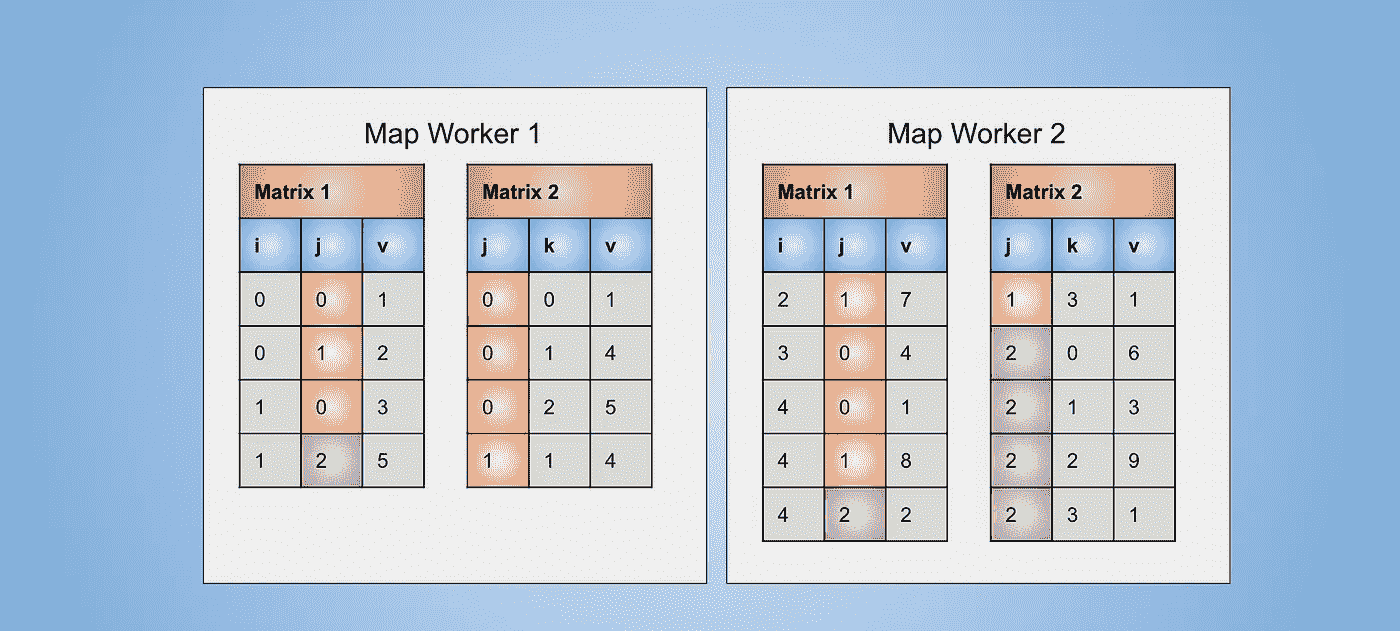 Map Worker 1
Matrix 1
i j v
0 0 1
0 1 2
1 0 3
1 2 5
Matrix 2
j k v
0 0 1
0 1 4
0 2 5
1 1 4
Map Worker 2
Matrix 1
i j v
2 1 7
3 0 4
4 0 1
4 1 8
4 2 2
Matrix 2
j k v
1 3 1
2 0 6
2 1 3
2 2 9
2 3 1